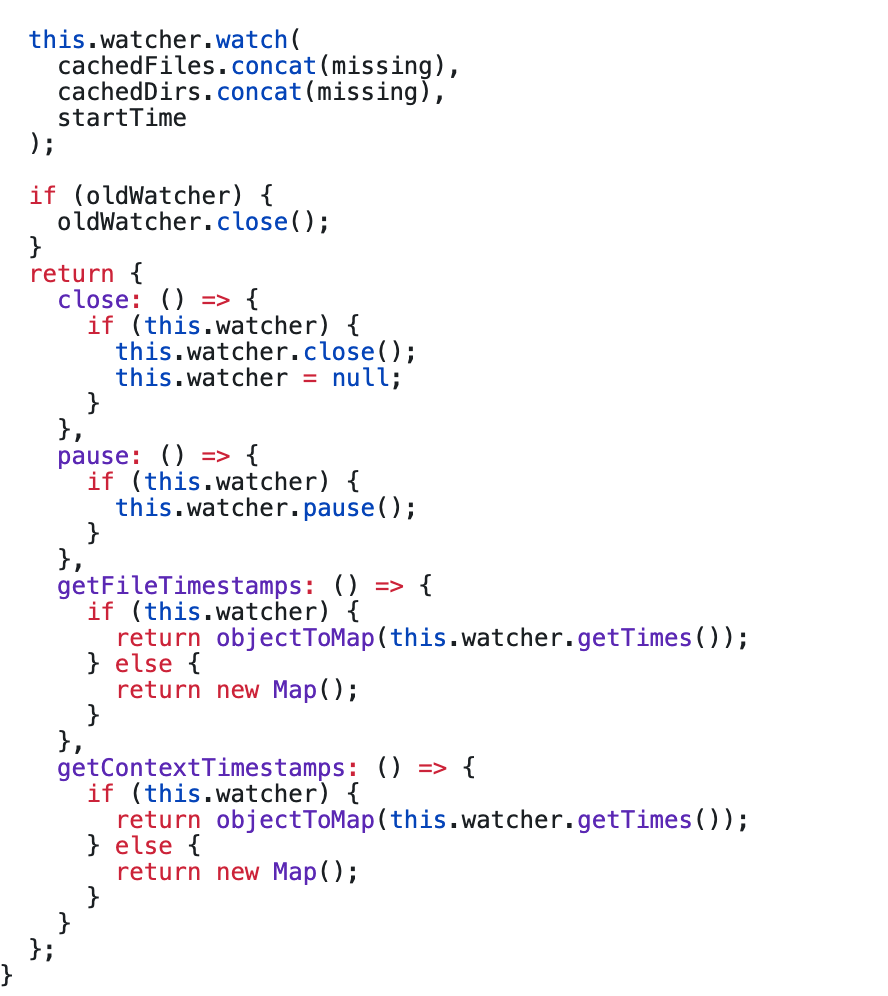 this.watcher.watch(
cachedFiles.concat(missing),
cachedDirs.concat(missing),
startTime
);
if (oldWatcher) {
oldWatcher.close();
}
return {
close: () => {
if (this.watcher) {
this.watcher.close();
this.watcher = null;
}
},
pause: () => {
if (this.watcher) {
this.watcher.pause();
}
},
getFileTimestamps: () => {
if (this.watcher) {
return objectToMap(this.watcher.getTimes());
} else {
return new Map();
}
},
getContextTimestamps: () => {
if (this.watcher) {
return objectToMap(this.watcher.getTimes());
} else {
return new Map();
}
}
};
}